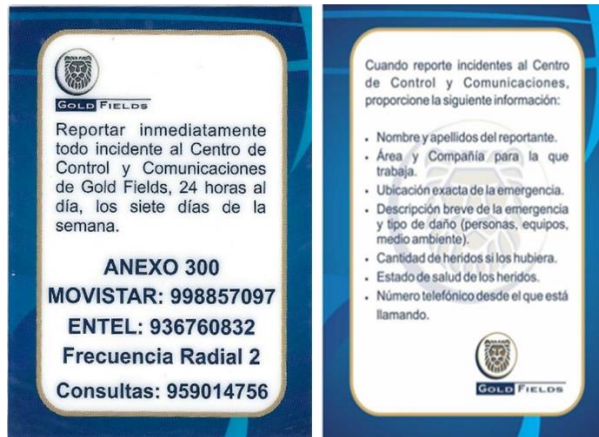 GOLD FIELDS
Reportar inmediatamente
todo incidente al Centro de
Control y Comunicaciones
de Gold Fields, 24 horas al
día, los siete días de la
semana.
ANEXO 300
MOVISTAR: 998857097
ENTEL: 936760832
Frecuencia Radial 2
Consultas: 959014756
Cuando reporte incidentes al Centro
de Control y Comunicaciones,
proporcione la siguiente información:
• Nombre y apellidos del reportante.
• Área y Compañía para la que
trabaja.
• Ubicación exacta de la emergencia.
• Descripción breve de la emergencia
y tipo de daño (personas, equipos,
medio ambiente).
• Cantidad de heridos si los hubiera.
• Estado de salud de los heridos.
• Número telefónico desde el que está
llamando.
GOLD FIELDS